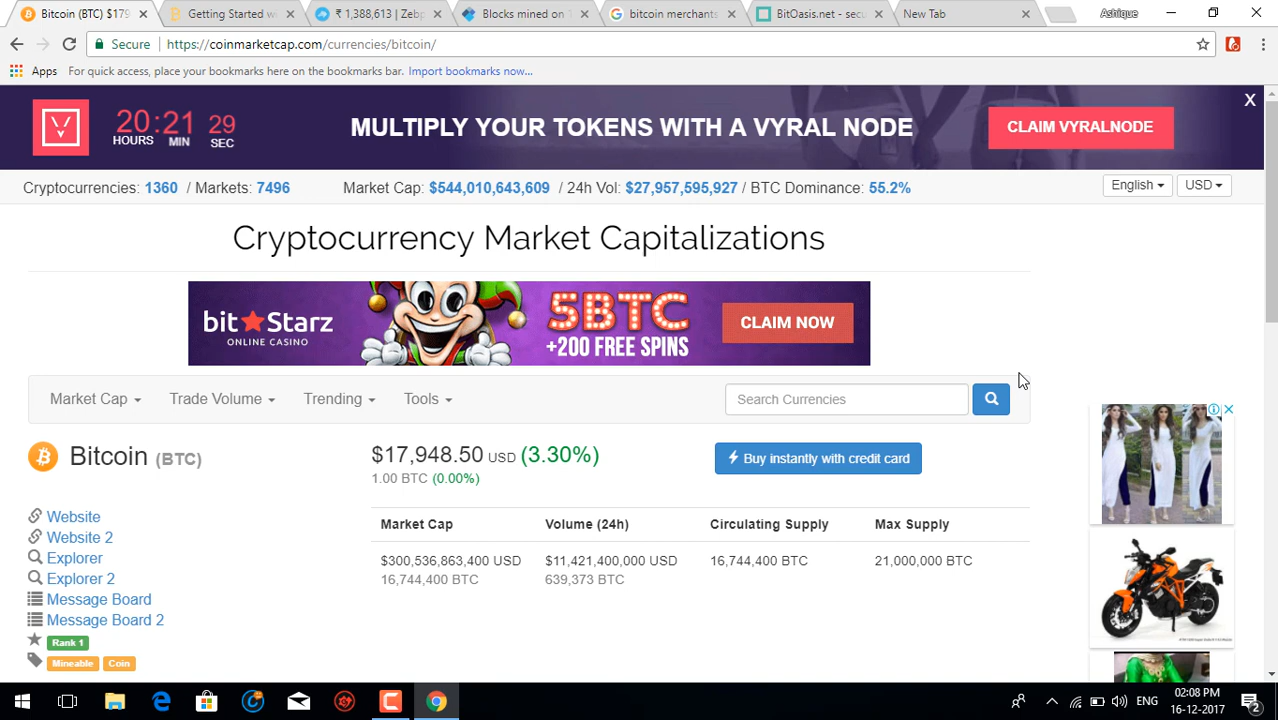 Bitcoin (BTC) $179
Getting Started w
₹ 1,388,613 | Zebp
Blocks mined on T
bitcoin merchants
BitOasis.net - secu
New Tab
Ashique
Secure
https://coinmarketcap.com/currencies/bitcoin/
Apps
For quick access, place your bookmarks here on the bookmarks bar. Import bookmarks now...
20:21 29
HOURS MIN SEC
MULTIPLY YOUR TOKENS WITH A VYRAL NODE
CLAIM VYRALNODE
X
Cryptocurrencies: 1360 / Markets: 7496
Market Cap: $544,010,643,609 / 24h Vol: $27,957,595,927 / BTC Dominance: 55.2%
English
USD
Cryptocurrency Market Capitalizations
bitStarz
ONLINE CASINO
5BTC
+200 FREE SPINS
CLAIM NOW
Market Cap
Trade Volume
Trending
Tools
Search Currencies
Bitcoin (BTC)
$17,948.50 USD (3.30%)
1.00 BTC (0.00%)
Buy instantly with credit card
Website
Website 2
Explorer
Explorer 2
Message Board
Message Board 2
Rank 1
Mineable Coin
Market Cap Volume (24h) Circulating Supply Max Supply
$300,536,863,400 USD $11,421,400,000 USD 16,744,400 BTC 21,000,000 BTC
16,744,400 BTC 639,373 BTC
ENG
02:08 PM
16-12-2017
2